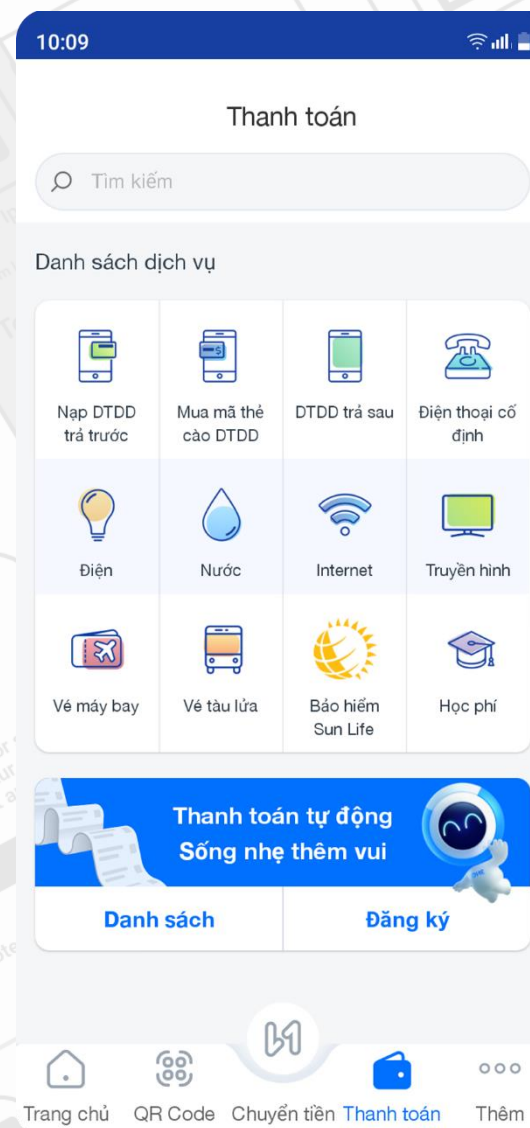 10:09
Thanh toán
Tìm kiếm
Danh sách dịch vụ
Nạp DTDD
trả trước
Mua mã thẻ
cào DTDD
DTDD trả sau
Điện thoại cố
định
Điện
Nước
Internet
Truyền hình
Vé máy bay
Vé tàu lửa
Bảo hiểm
Sun Life
Học phí
Thanh toán tự động
Sống nhẹ thêm vui
Danh sách
Đăng ký
Trang chủ
QR Code
Chuyển tiền
Thanh toán
Thêm